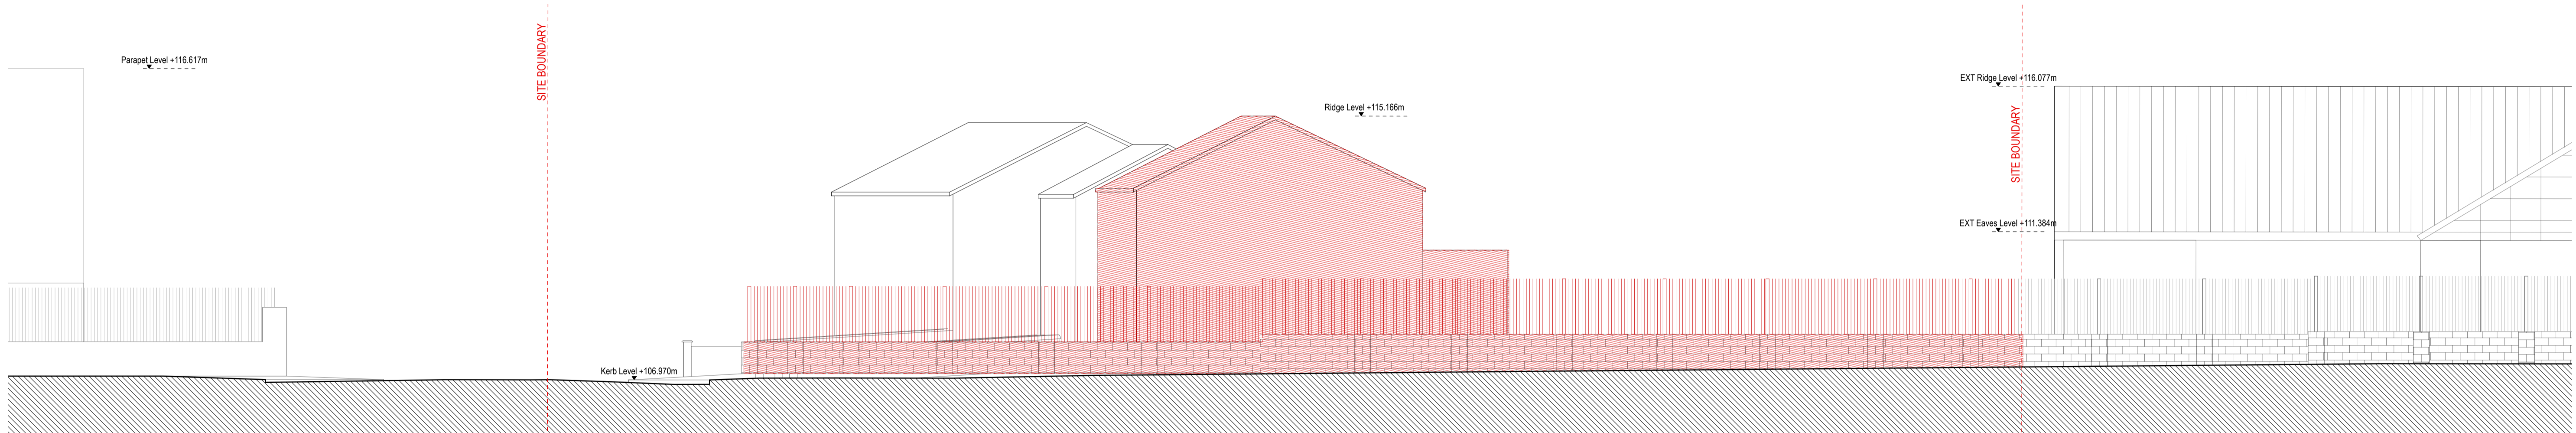 Parapet Level +116.617m
SITE BOUNDARY
Ridge Level +115.166m
EXT Ridge Level +116.077m
SITE BOUNDARY
EXT Eaves Level +111.384m
Kerb Level +106.970m